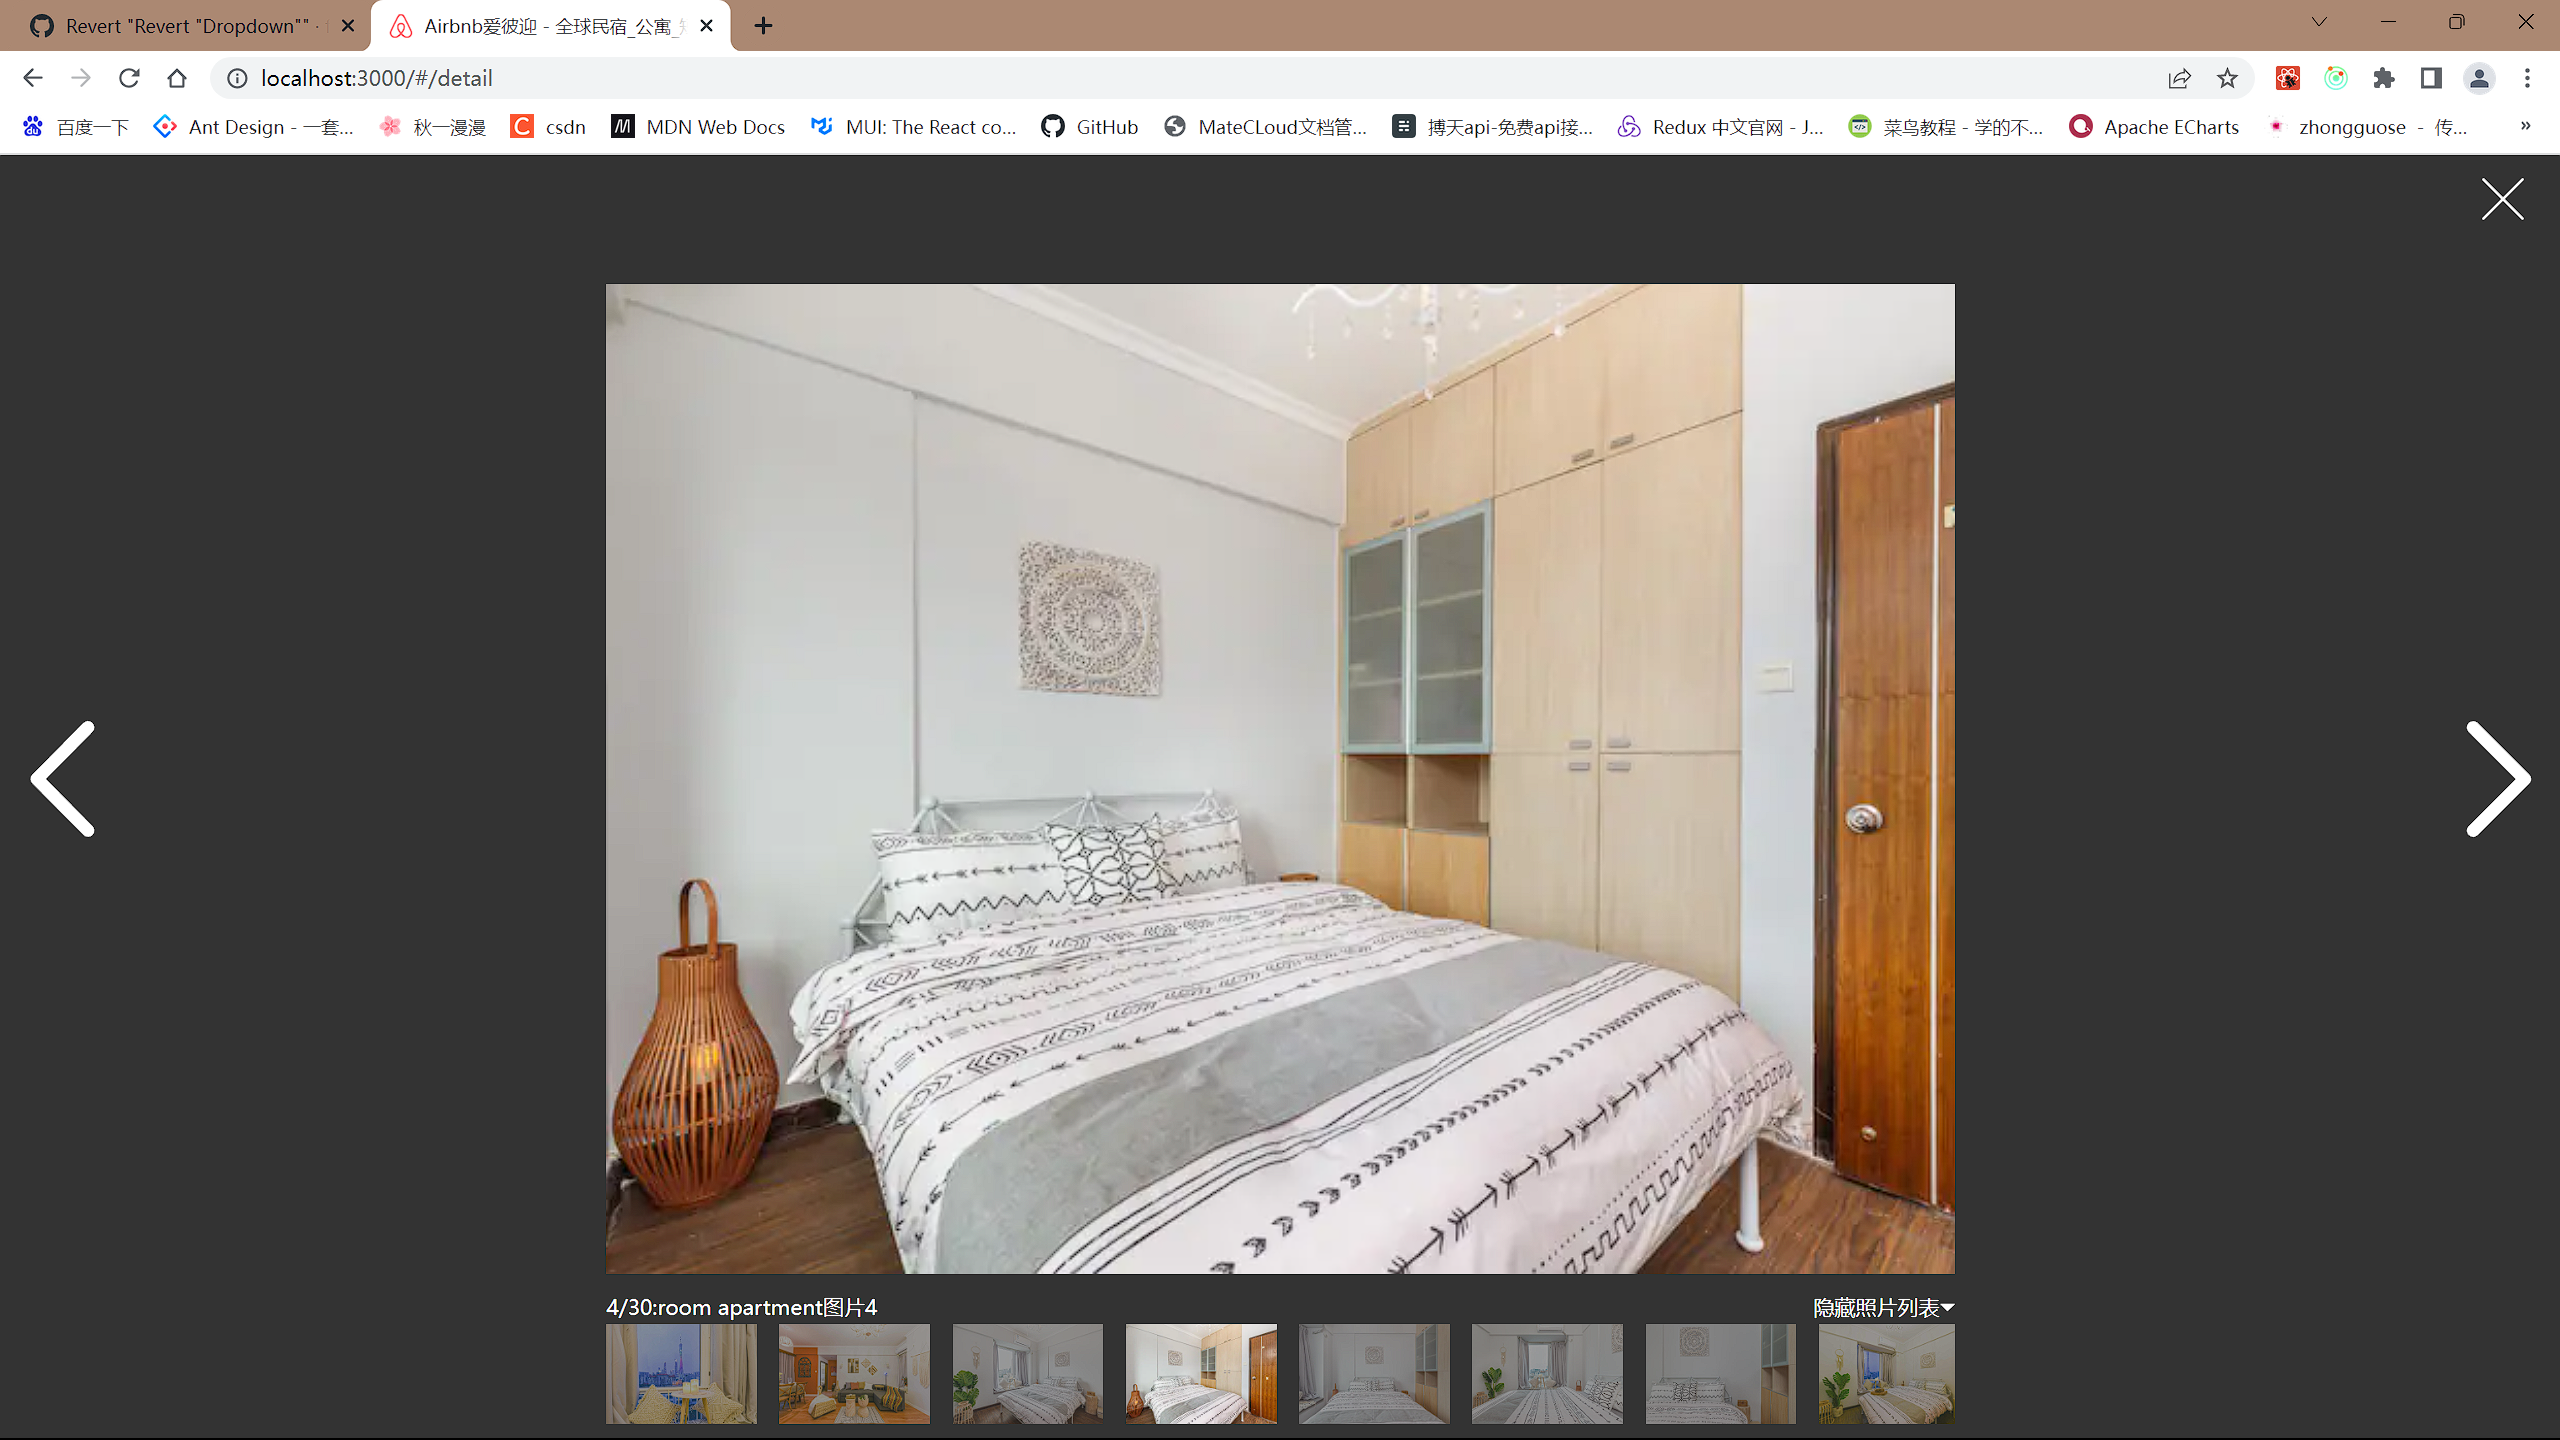 Revert "Revert "Dropdown"" ·
Airbnb爱彼迎 - 全球民宿_公寓_
localhost:3000/#/detail
百度一下
Ant Design - 一套...
秋一漫漫
csdn
MDN Web Docs
MUI: The React co...
GitHub
MateCLoud文档管...
搏天api-免费api接...
Redux 中文官网 - J...
菜鸟教程 - 学的不...
Apache ECharts
zhongguose - 传...
»
4/30:room apartment图片4
隐藏照片列表